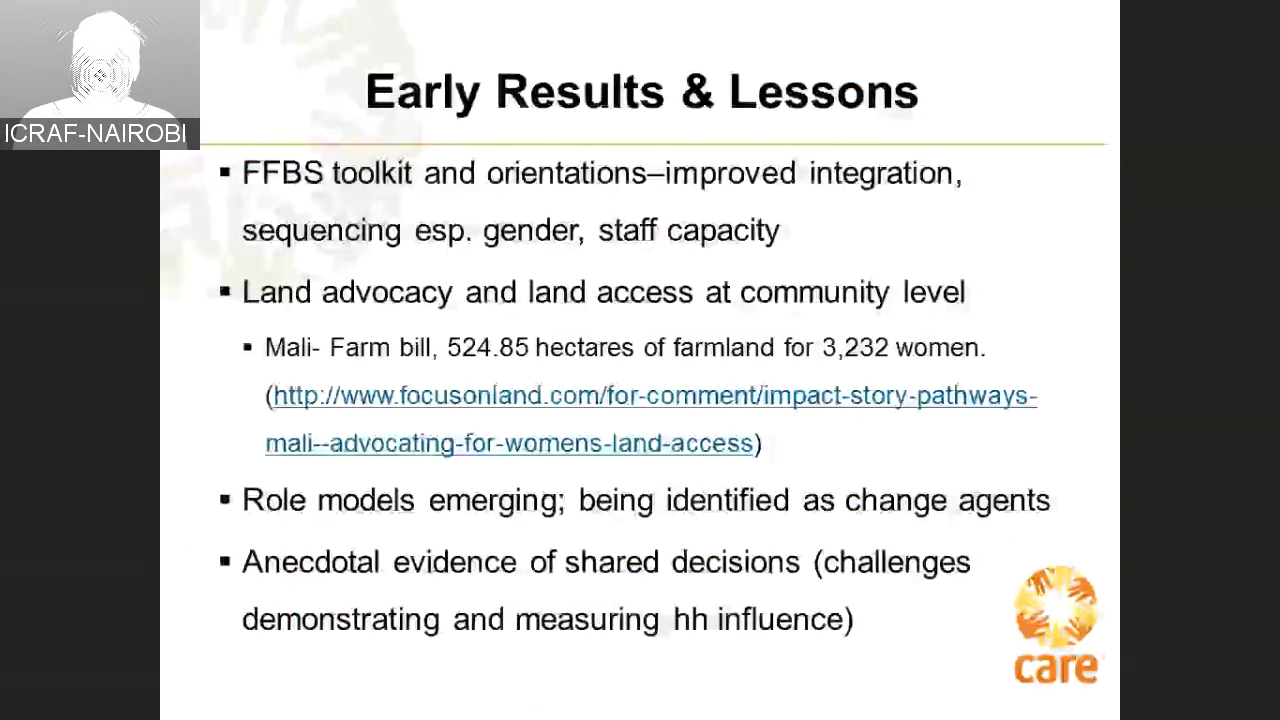 ICRAF-NAIROBI
Early Results & Lessons
▪ FFBS toolkit and orientations–improved integration,
sequencing esp. gender, staff capacity
▪ Land advocacy and land access at community level
▪ Mali- Farm bill, 524.85 hectares of farmland for 3,232 women.
(http://www.focusonland.com/for-comment/impact-story-pathways-
mali--advocating-for-womens-land-access)
▪ Role models emerging; being identified as change agents
▪ Anecdotal evidence of shared decisions (challenges
demonstrating and measuring hh influence)
care